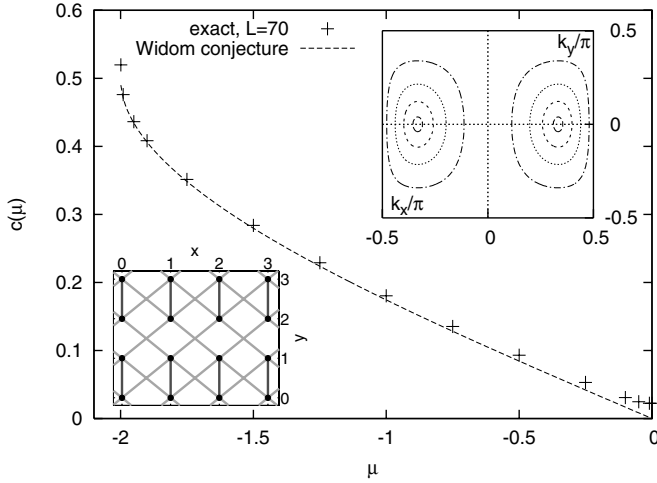 0.6
0.5
0.4
0.3
0.2
0.1
0
c(μ)
exact, L=70
Widom conjecture
k_y/π
0.5
0
-0.5
k_x/π
-0.5
0
0.5
x
0 1 2 3
3
2
1
0
y
-2
-1.5
-1
-0.5
0
μ